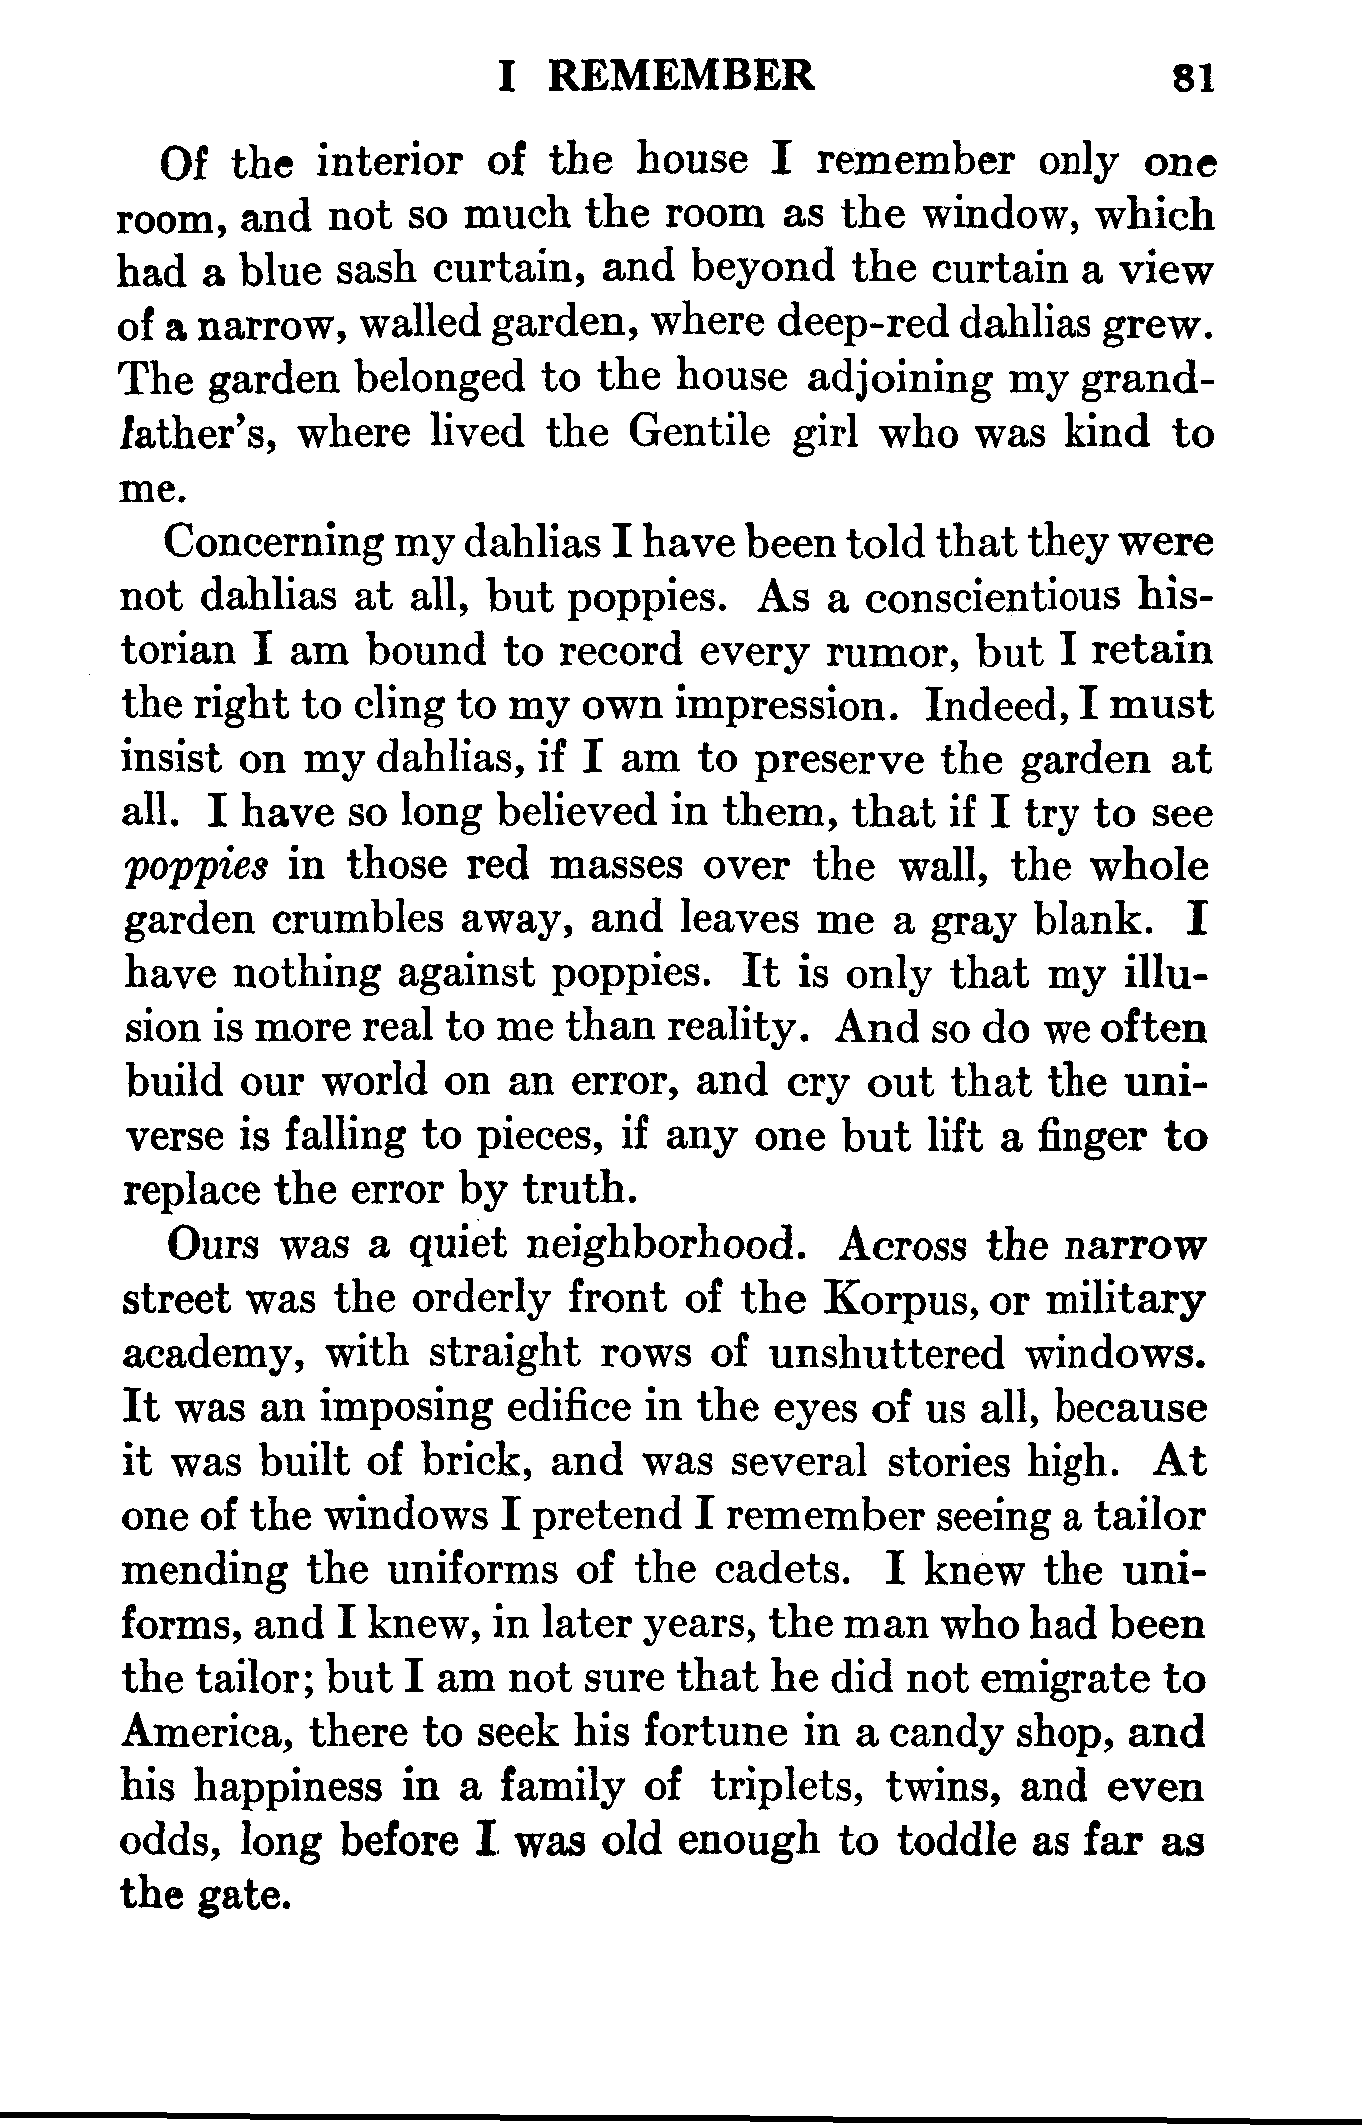 I REMEMBER 81
Of the interior of the house I remember only one
room, and not so much the room as the window, which
had a blue sash curtain, and beyond the curtain a view
of a narrow, walled garden, where deep-red dahlias grew.
The garden belonged to the house adjoining my grand-
father's, where lived the Gentile girl who was kind to
me.
Concerning my dahlias I have been told that they were
not dahlias at all, but poppies. As a conscientious his-
torian I am bound to record every rumor, but I retain
the right to cling to my own impression. Indeed, I must
insist on my dahlias, if I am to preserve the garden at
all. I have so long believed in them, that if I try to see
poppies in those red masses over the wall, the whole
garden crumbles away, and leaves me a gray blank. I
have nothing against poppies. It is only that my illu-
sion is more real to me than reality. And so do we often
build our world on an error, and cry out that the uni-
verse is falling to pieces, if any one but lift a finger to
replace the error by truth.
Ours was a quiet neighborhood. Across the narrow
street was the orderly front of the Korpus, or military
academy, with straight rows of unshuttered windows.
It was an imposing edifice in the eyes of us all, because
it was built of brick, and was several stories high. At
one of the windows I pretend I remember seeing a tailor
mending the uniforms of the cadets. I knew the uni-
forms, and I knew, in later years, the man who had been
the tailor; but I am not sure that he did not emigrate to
America, there to seek his fortune in a candy shop, and
his happiness in a family of triplets, twins, and even
odds, long before I was old enough to toddle as far as
the gate.